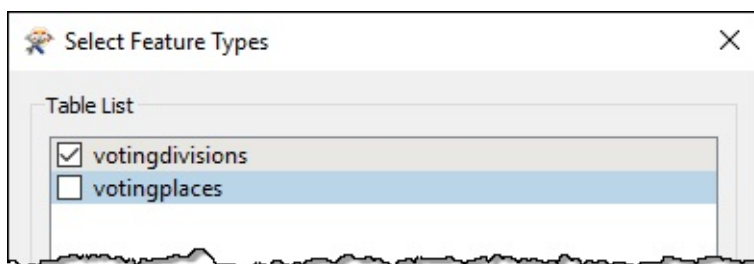 Select Feature Types
Table List
votingdivisions
votingplaces